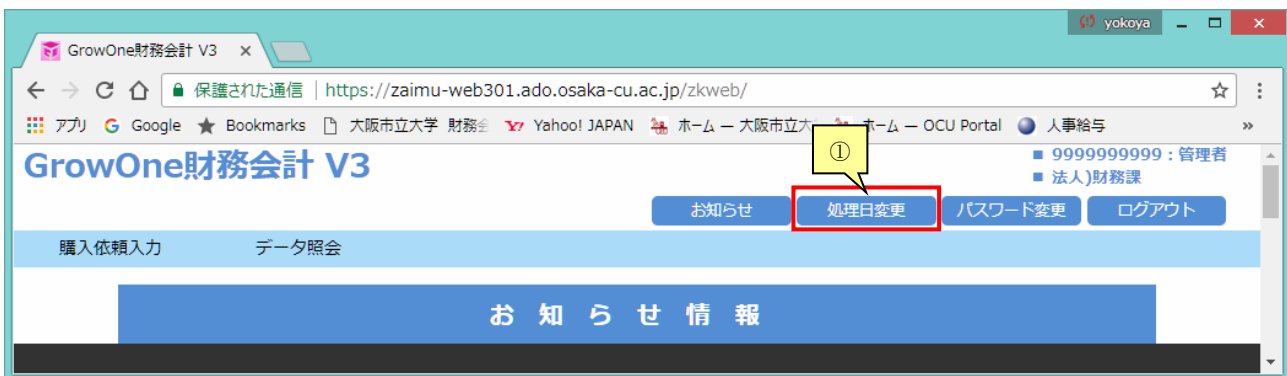 yokoya
GrowOne財務会計 V3
保護された通信 | https://zaimu-web301.ado.osaka-cu.ac.jp/zkweb/
アプリ Google Bookmarks 大阪市立大学 財務 Yahoo! JAPAN ホーム — 大阪市立大 ホーム — OCU Portal 人事給与 »
GrowOne財務会計 V3
①
■ 9999999999：管理者
■ 法人)財務課
お知らせ 処理日変更 パスワード変更 ログアウト
購入依頼入力 データ照会
お知らせ情報